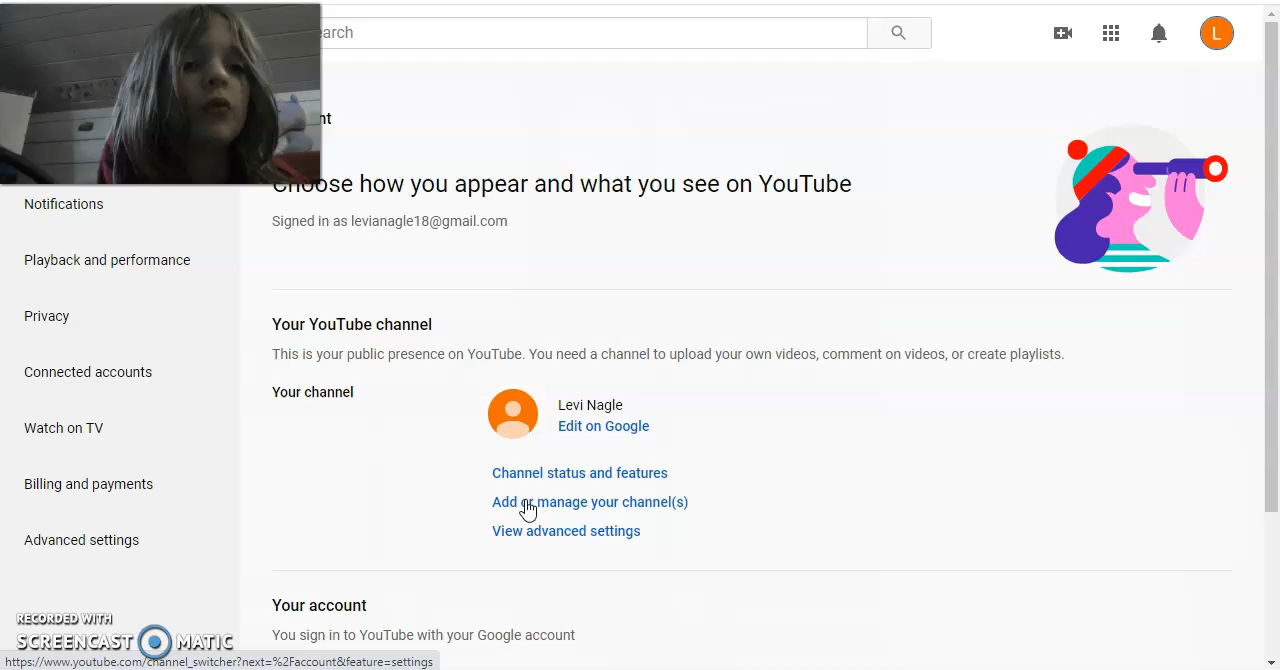 earch
L
nt
Choose how you appear and what you see on YouTube
Signed in as levianagle18@gmail.com
Notifications
Playback and performance
Privacy
Connected accounts
Watch on TV
Billing and payments
Advanced settings
Your YouTube channel
This is your public presence on YouTube. You need a channel to upload your own videos, comment on videos, or create playlists.
Your channel
Levi Nagle
Edit on Google
Channel status and features
Add or manage your channel(s)
View advanced settings
Your account
You sign in to YouTube with your Google account
RECORDED WITH
SCREENCAST MATIC
https://www.youtube.com/channel_switcher?next=%2Faccount&feature=settings